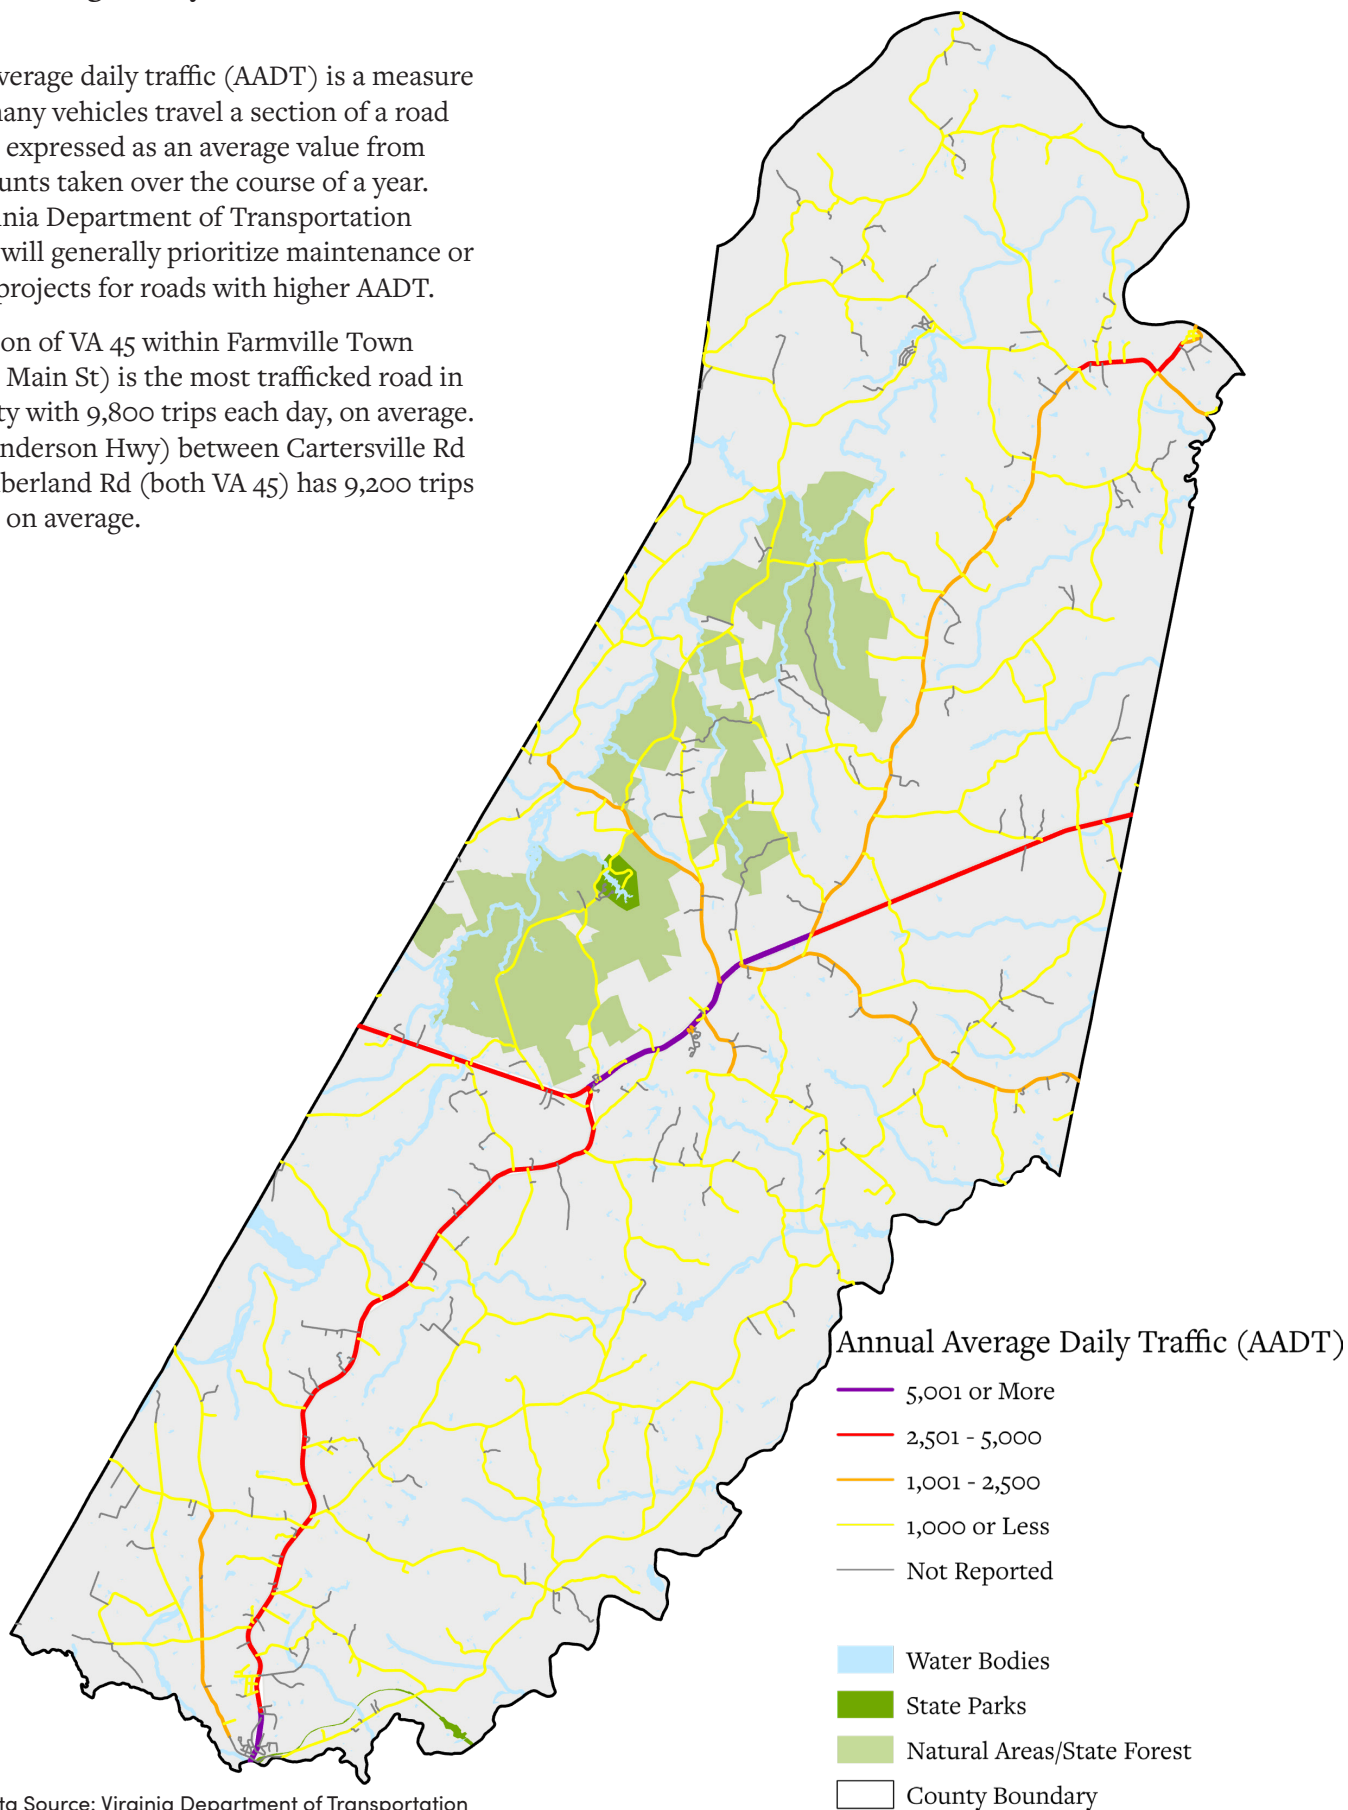 verage daily traffic (AADT) is a measure
many vehicles travel a section of a road
expressed as an average value from
unts taken over the course of a year.
nia Department of Transportation
will generally prioritize maintenance or
projects for roads with higher AADT.
on of VA 45 within Farmville Town
Main St) is the most trafficked road in
ty with 9,800 trips each day, on average.
nderson Hwy) between Cartersville Rd
berland Rd (both VA 45) has 9,200 trips
on average.
Annual Average Daily Traffic (AADT)
5,001 or More
2,501 - 5,000
1,001 - 2,500
1,000 or Less
Not Reported
Water Bodies
State Parks
Natural Areas/State Forest
County Boundary
ta Source: Virginia Department of Transportation